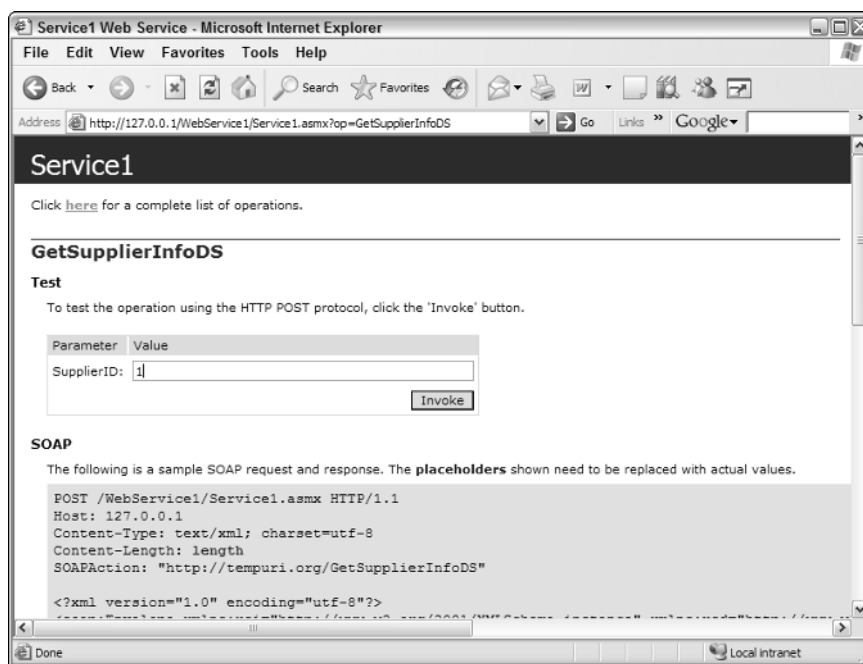 Service1 Web Service - Microsoft Internet Explorer
File Edit View Favorites Tools Help
Back Search Favorites W
Address http://127.0.0.1/WebService1/Service1.asmx?op=GetSupplierInfoDS Go Links » Google
Service1
Click here for a complete list of operations.
GetSupplierInfoDS
Test
To test the operation using the HTTP POST protocol, click the 'Invoke' button.
Parameter Value
SupplierID: 1
Invoke
SOAP
The following is a sample SOAP request and response. The placeholders shown need to be replaced with actual values.
POST /WebService1/Service1.asmx HTTP/1.1
Host: 127.0.0.1
Content-Type: text/xml; charset=utf-8
Content-Length: length
SOAPAction: "http://tempuri.org/GetSupplierInfoDS"
<?xml version="1.0" encoding="utf-8"?>
Done Local intranet